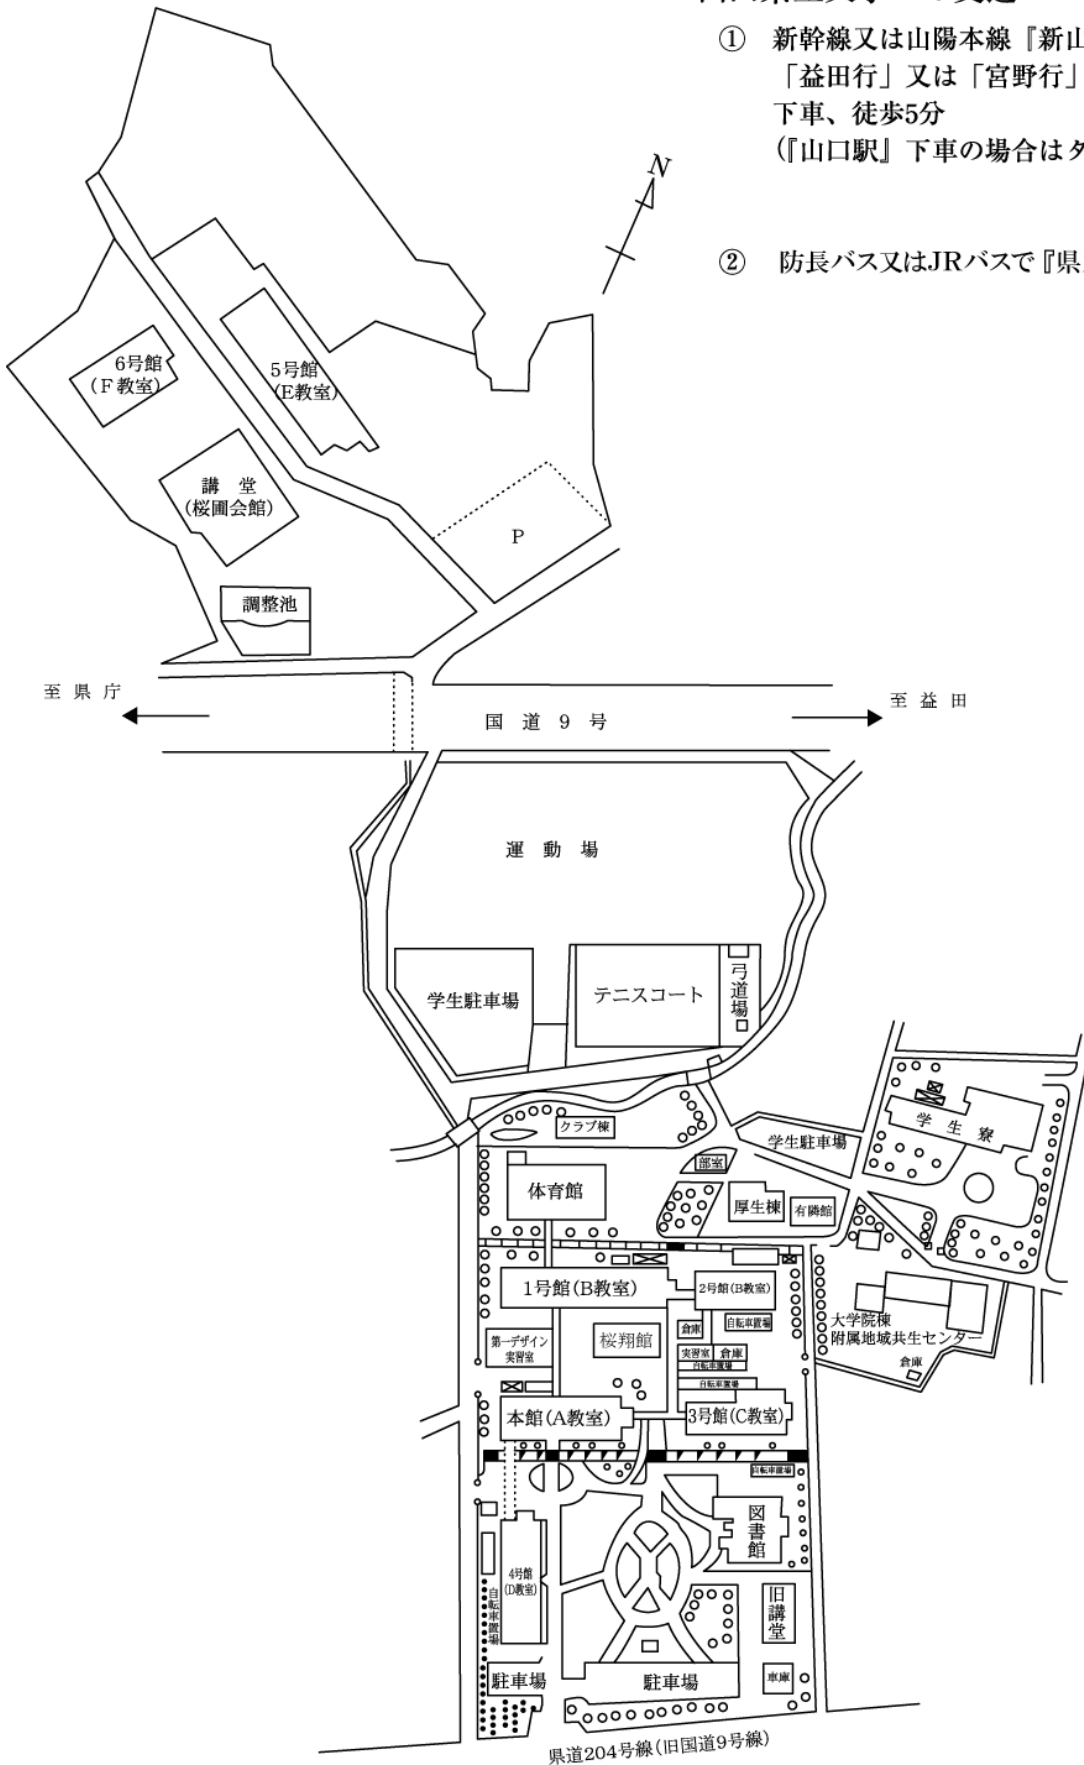 ① 新幹線又は山陽本線『新山
「益田行」又は「宮野行」
下車、徒歩5分
(『山口駅』下車の場合はタ
② 防長バス又はJRバスで『県
N
6号館
(F教室)
5号館
(E教室)
講 堂
(桜圃会館)
P
調整池
至 県 庁
至 益 田
国 道 9 号
運 動 場
学生駐車場
テニスコート
弓道場
クラブ棟
学 生 寮
学生駐車場
部室
体育館
厚生棟
有隣館
1号館(B教室)
2号館(B教室)
大学院棟
附属地域共生センター
倉庫
第一デザイン
実習室
桜翔館
倉庫
自転車置場
実習室
倉庫
自転車置場
自転車置場
本館(A教室)
3号館(C教室)
自転車置場
図書館
4号館
(D教室)
自転車置場
旧講堂
駐車場
駐車場
車庫
県道204号線(旧国道9号線)